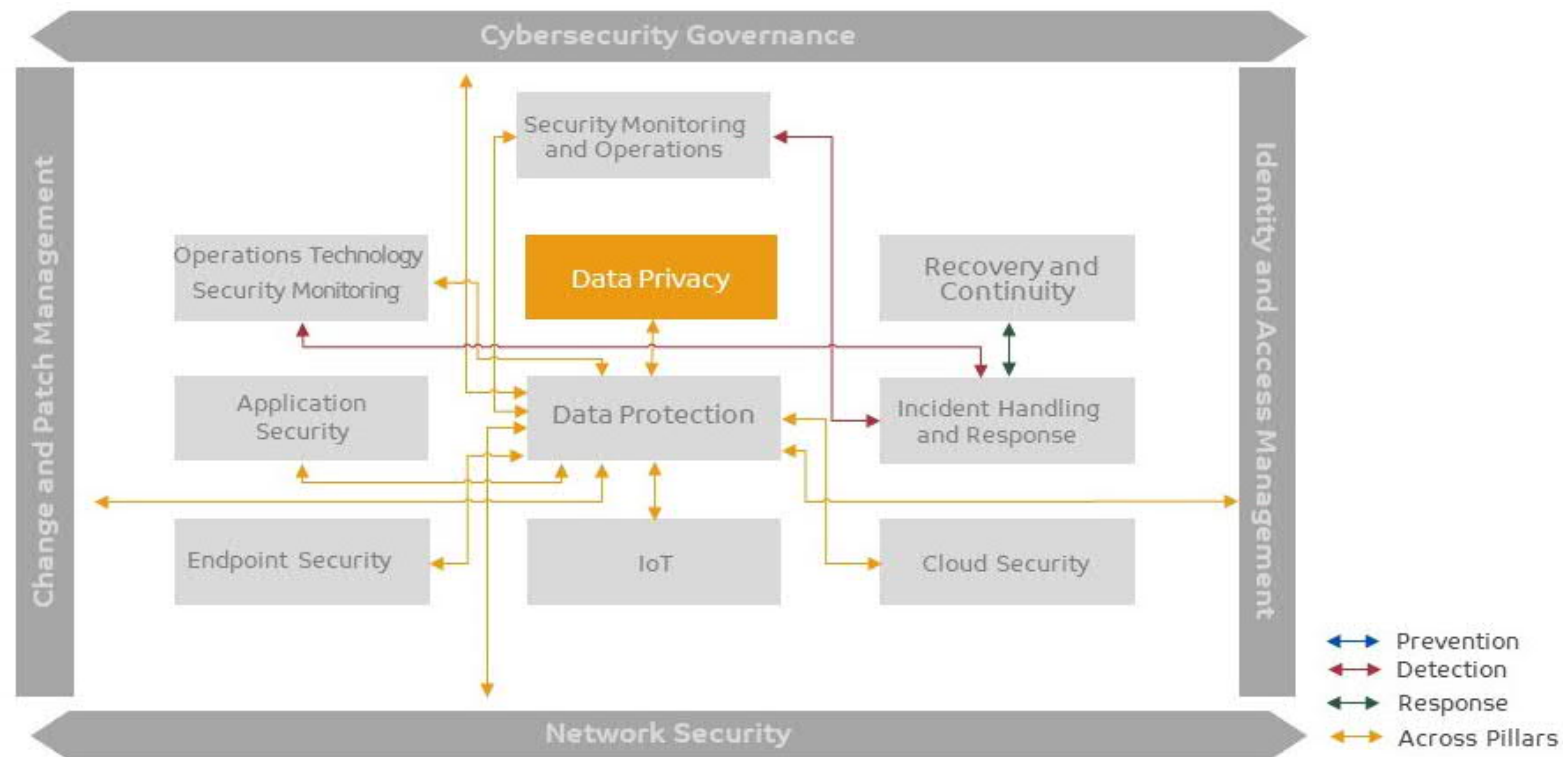 Cybersecurity Governance
Change and Patch Management
Identity and Access Management
Security Monitoring
and Operations
Operations Technology
Security Monitoring
Data Privacy
Recovery and
Continuity
Application
Security
Data Protection
Incident Handling
and Response
Endpoint Security
IoT
Cloud Security
Network Security
Prevention
Detection
Response
Across Pillars